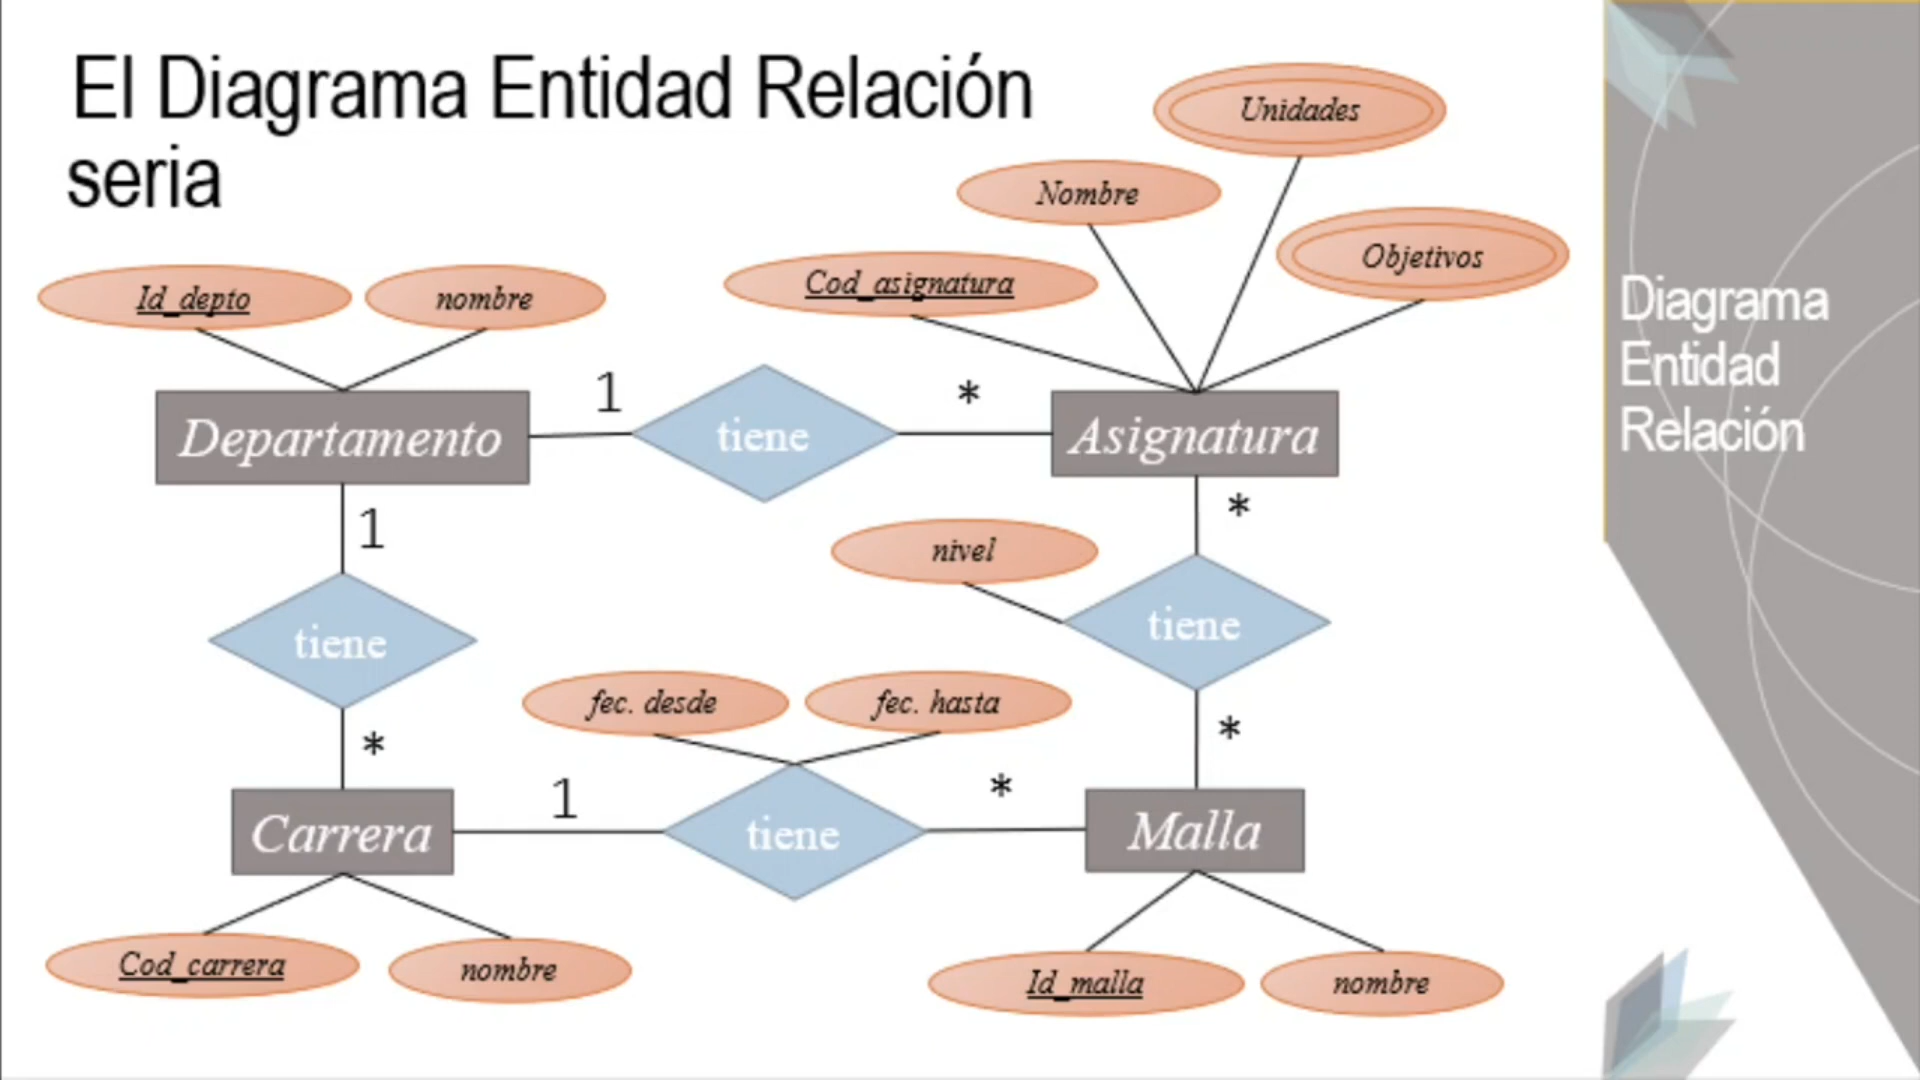 El Diagrama Entidad Relación
seria
Unidades
Nombre
Objetivos
Cod_asignatura
Id_depto
nombre
Diagrama
Entidad
Relación
1
*
Departamento
tiene
Asignatura
*
1
nivel
tiene
tiene
fec. desde
fec. hasta
*
*
1
*
Carrera
tiene
Malla
Cod_carrera
nombre
Id_malla
nombre